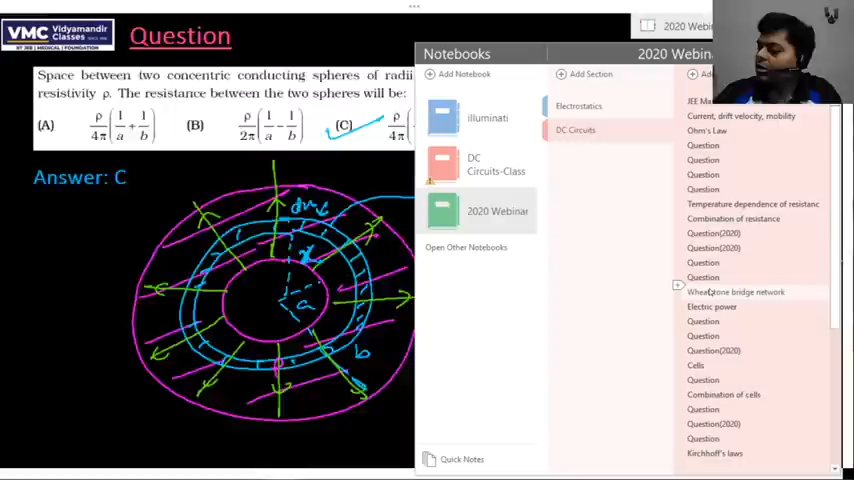 VMC Vidyamandir Classes
IIT JEE | MEDICAL | FOUNDATION
Question
Space between two concentric conducting spheres of radii
resistivity ρ. The resistance between the two spheres will be:
(A) ρ/4π (1/a + 1/b) (B) ρ/2π (1/a - 1/b) (C) ρ/4π
Answer: C
dx
x
a
b
2020 Webinar
Notebooks
2020 Webin
Add Notebook
illuminati
DC
Circuits-Class
2020 Webinar
Open Other Notebooks
Quick Notes
Add Section
Electrostatics
DC Circuits
JEE Ma
Current, drift velocity, mobility
Ohm's Law
Question
Question
Question
Question
Temperature dependence of resistanc
Combination of resistance
Question(2020)
Question(2020)
Question
Question
Wheatstone bridge network
Electric power
Question
Question
Question(2020)
Cells
Question
Combination of cells
Question
Question(2020)
Question
Kirchhoff's laws